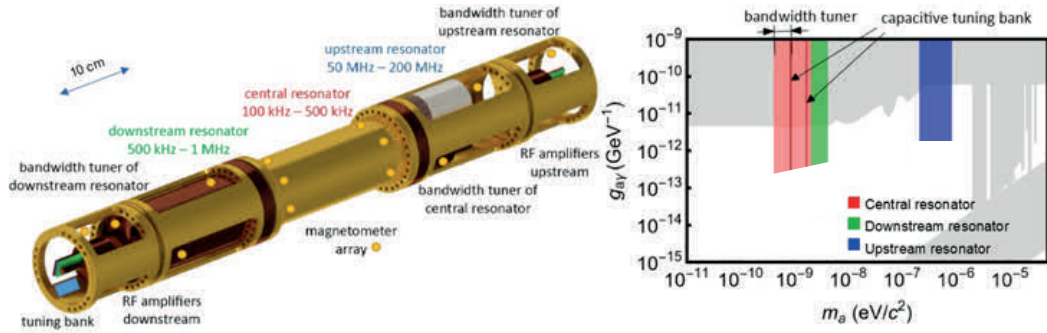 bandwidth tuner of
upstream resonator
10 cm
upstream resonator
50 MHz – 200 MHz
central resonator
100 kHz – 500 kHz
downstream resonator
500 kHz – 1 MHz
bandwidth tuner
of downstream resonator
RF amplifiers
upstream
bandwidth tuner of
central resonator
magnetometer
array
tuning bank
RF amplifiers
downstream
bandwidth tuner
capacitive tuning bank
10⁻⁹
10⁻¹⁰
10⁻¹¹
10⁻¹²
10⁻¹³
10⁻¹⁴
10⁻¹⁵
gaγ (GeV⁻¹)
Central resonator
Downstream resonator
Upstream resonator
10⁻¹¹ 10⁻¹⁰ 10⁻⁹ 10⁻⁸ 10⁻⁷ 10⁻⁶ 10⁻⁵
mₐ (eV/c²)